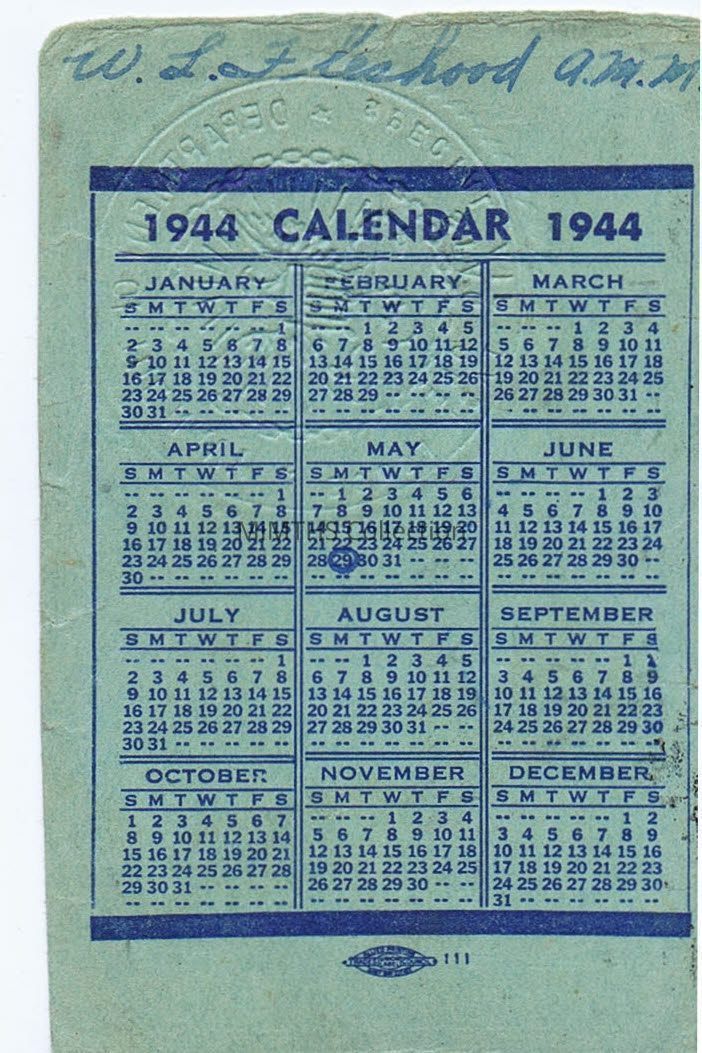 W. L. Fleshood A.M.M.
1944 CALENDAR 1944
JANUARY
S M T W T F S
-- -- -- -- -- -- 1
2 3 4 5 6 7 8
9 10 11 12 13 14 15
16 17 18 19 20 21 22
23 24 25 26 27 28 29
30 31 -- -- -- -- --
FEBRUARY
S M T W T F S
-- -- 1 2 3 4 5
6 7 8 9 10 11 12
13 14 15 16 17 18 19
20 21 22 23 24 25 26
27 28 29 -- -- -- --
-- -- -- -- -- -- --
MARCH
S M T W T F S
-- -- -- 1 2 3 4
5 6 7 8 9 10 11
12 13 14 15 16 17 18
19 20 21 22 23 24 25
26 27 28 29 30 31 --
-- -- -- -- -- -- --
APRIL
S M T W T F S
-- -- -- -- -- -- 1
2 3 4 5 6 7 8
9 10 11 12 13 14 15
16 17 18 19 20 21 22
23 24 25 26 27 28 29
30 -- -- -- -- -- --
MAY
S M T W T F S
-- 1 2 3 4 5 6
7 8 9 10 11 12 13
14 15 16 17 18 19 20
21 22 23 24 25 26 27
28 29 30 31 -- -- --
-- -- -- -- -- -- --
JUNE
S M T W T F S
-- -- -- -- 1 2 3
4 5 6 7 8 9 10
11 12 13 14 15 16 17
18 19 20 21 22 23 24
25 26 27 28 29 30 --
-- -- -- -- -- -- --
Collection
JULY
S M T W T F S
-- -- -- -- -- -- 1
2 3 4 5 6 7 8
9 10 11 12 13 14 15
16 17 18 19 20 21 22
23 24 25 26 27 28 29
30 31 -- -- -- -- --
AUGUST
S M T W T F S
-- -- 1 2 3 4 5
6 7 8 9 10 11 12
13 14 15 16 17 18 19
20 21 22 23 24 25 26
27 28 29 30 31 -- --
-- -- -- -- -- -- --
SEPTEMBER
S M T W T F S
-- -- -- -- -- 1 2
3 4 5 6 7 8 9
10 11 12 13 14 15 16
17 18 19 20 21 22 23
24 25 26 27 28 29 30
-- -- -- -- -- -- --
OCTOBER
S M T W T F S
1 2 3 4 5 6 7
8 9 10 11 12 13 14
15 16 17 18 19 20 21
22 23 24 25 26 27 28
29 30 31 -- -- -- --
-- -- -- -- -- -- --
NOVEMBER
S M T W T F S
-- -- -- 1 2 3 4
5 6 7 8 9 10 11
12 13 14 15 16 17 18
19 20 21 22 23 24 25
26 27 28 29 30 -- --
-- -- -- -- -- -- --
DECEMBER
S M T W T F S
-- -- -- -- -- 1 2
3 4 5 6 7 8 9
10 11 12 13 14 15 16
17 18 19 20 21 22 23
24 25 26 27 28 29 30
31 -- -- -- -- -- --
111